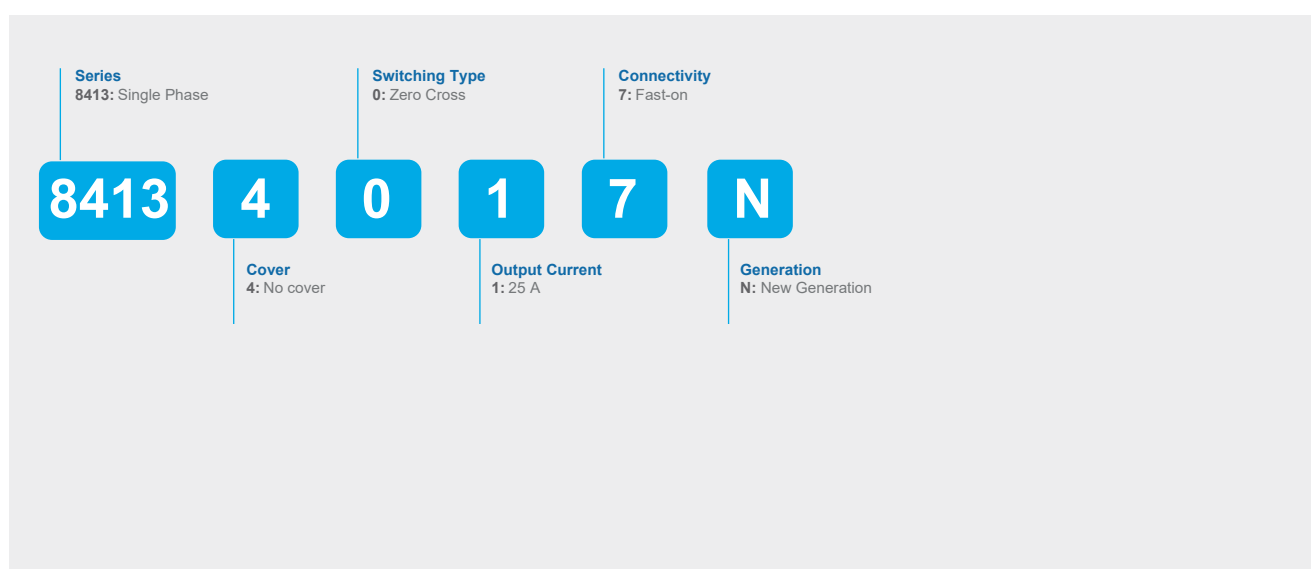 Series
8413: Single Phase
Switching Type
0: Zero Cross
Connectivity
7: Fast-on
8413 4 0 1 7 N
Cover
4: No cover
Output Current
1: 25 A
Generation
N: New Generation